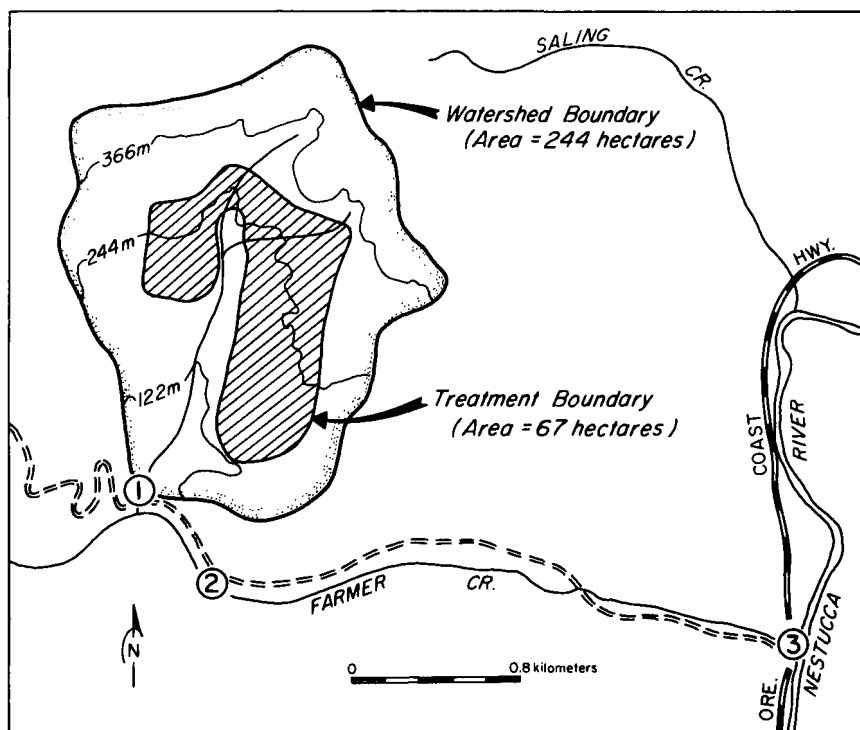 SALING
CR.
Watershed Boundary
(Area = 244 hectares)
366m
244m
HWY.
COAST
RIVER
122m
Treatment Boundary
(Area = 67 hectares)
1
2
FARMER
CR.
3
N
0
0.8 kilometers
ORE.
NESTUCCA